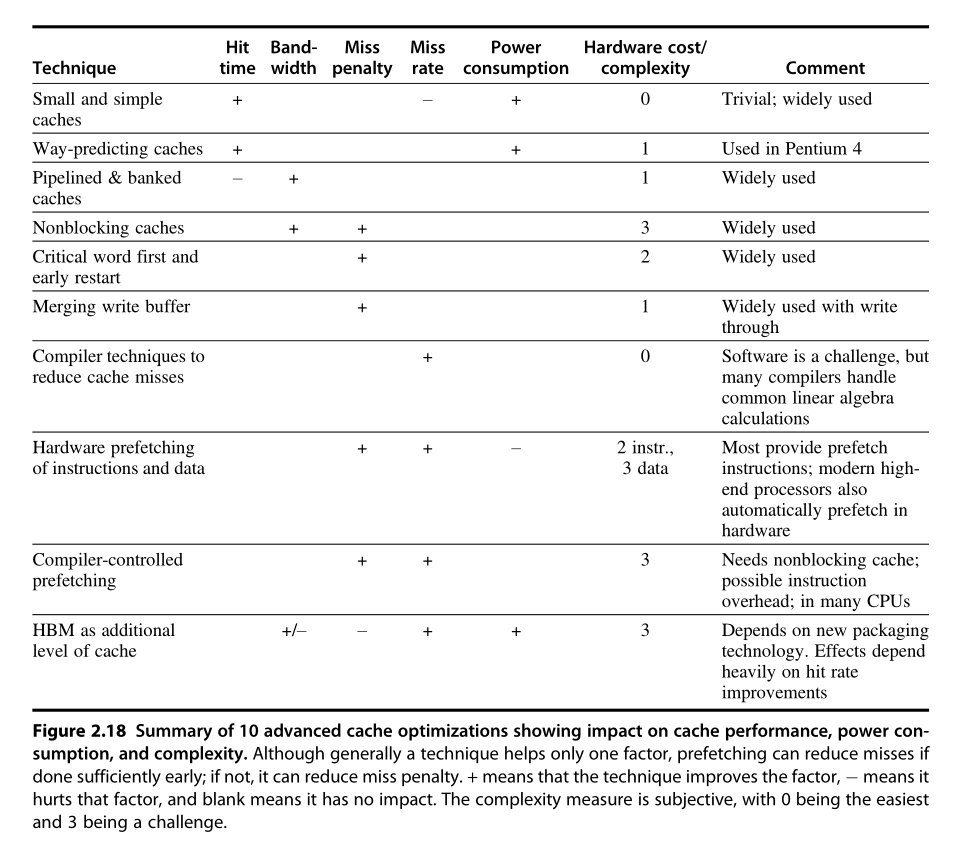 Technique Hit time Band- width Miss penalty Miss rate Power consumption Hardware cost/ complexity Comment
Small and simple caches + – + 0 Trivial; widely used
Way-predicting caches + + 1 Used in Pentium 4
Pipelined & banked caches – + 1 Widely used
Nonblocking caches + + 3 Widely used
Critical word first and early restart + 2 Widely used
Merging write buffer + 1 Widely used with write through
Compiler techniques to reduce cache misses + 0 Software is a challenge, but many compilers handle common linear algebra calculations
Hardware prefetching of instructions and data + + – 2 instr., 3 data Most provide prefetch instructions; modern high-end processors also automatically prefetch in hardware
Compiler-controlled prefetching + + 3 Needs nonblocking cache; possible instruction overhead; in many CPUs
HBM as additional level of cache +/– – + + 3 Depends on new packaging technology. Effects depend heavily on hit rate improvements
Figure 2.18 Summary of 10 advanced cache optimizations showing impact on cache performance, power con-
sumption, and complexity. Although generally a technique helps only one factor, prefetching can reduce misses if
done sufficiently early; if not, it can reduce miss penalty. + means that the technique improves the factor, – means it
hurts that factor, and blank means it has no impact. The complexity measure is subjective, with 0 being the easiest
and 3 being a challenge.